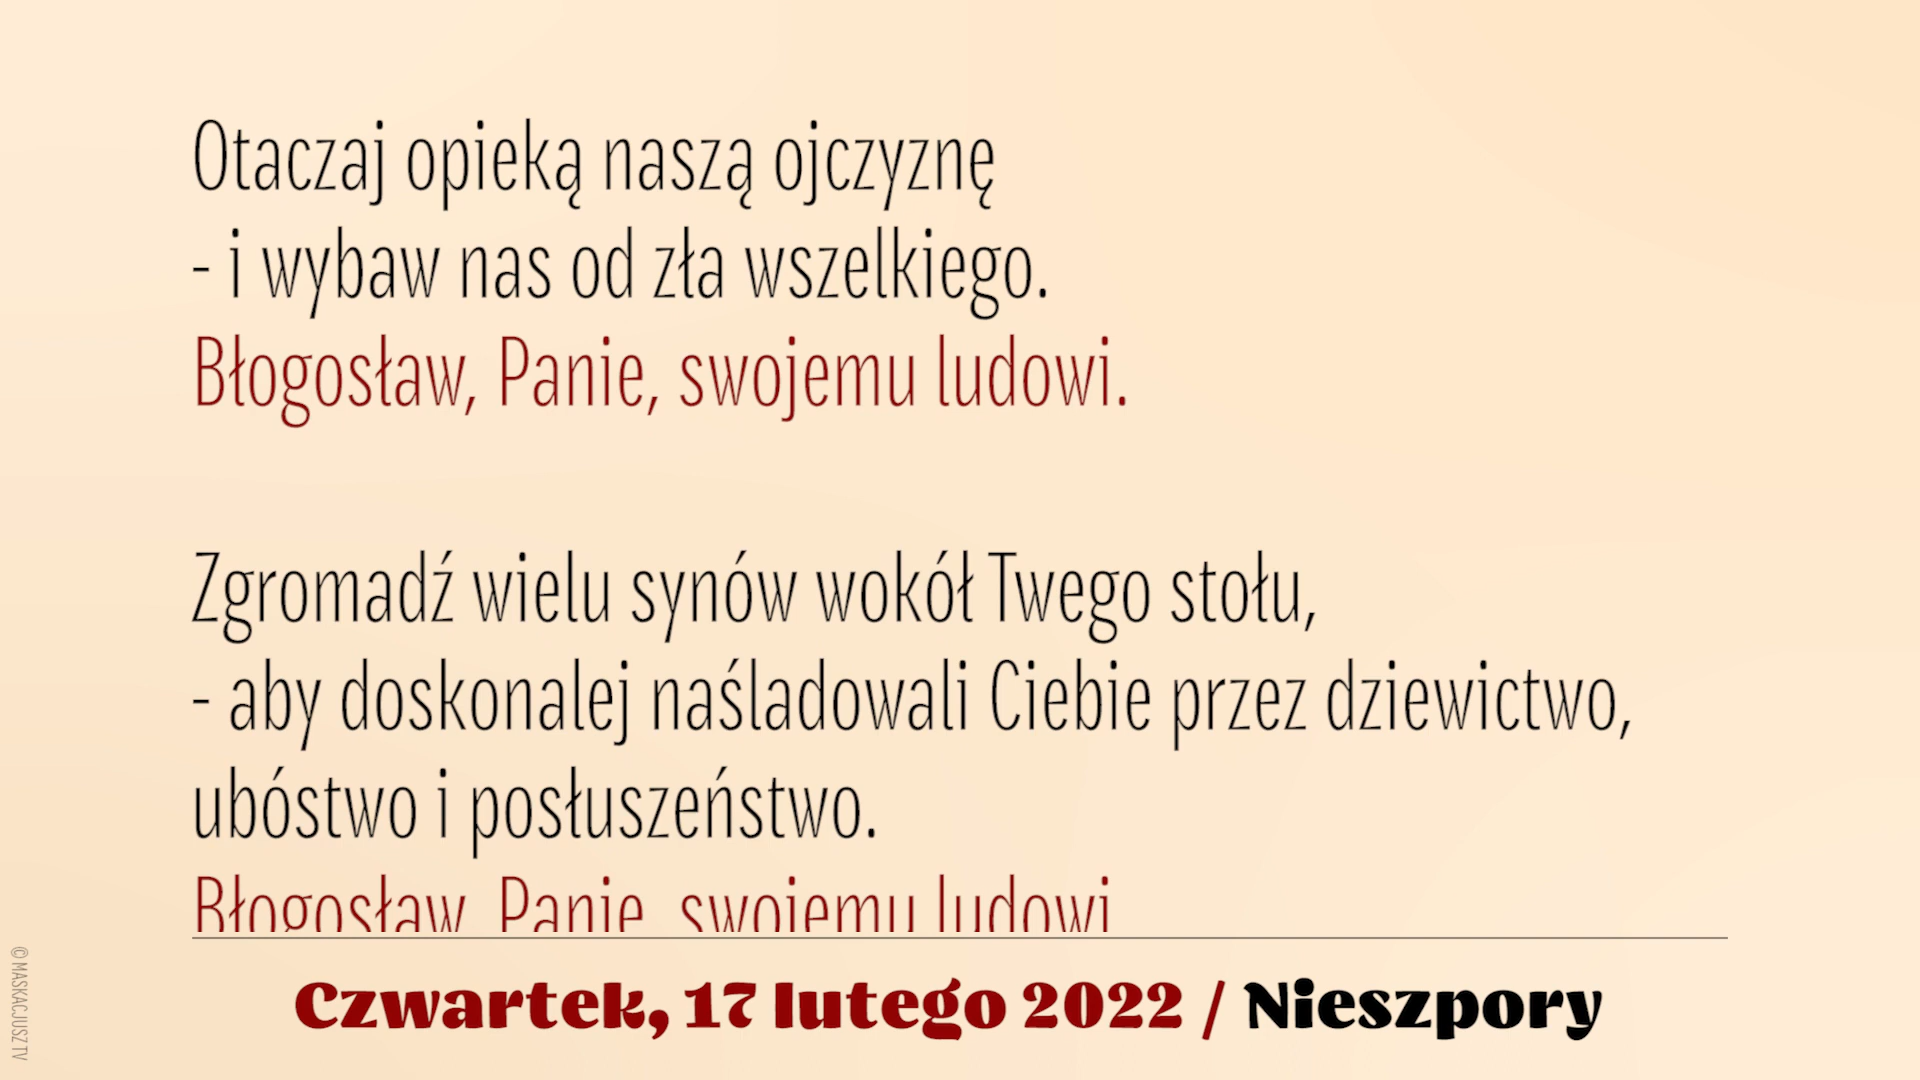 Otaczaj opieką naszą ojczyznę
- i wybaw nas od zła wszelkiego.
Błogosław, Panie, swojemu ludowi.
Zgromadź wielu synów wokół Twego stołu,
- aby doskonalej naśladowali Ciebie przez dziewictwo,
ubóstwo i posłuszeństwo.
Błogosław, Panie, swojemu ludowi.
Czwartek, 17 lutego 2022 / Nieszpory
© MASKACJUSZ TV